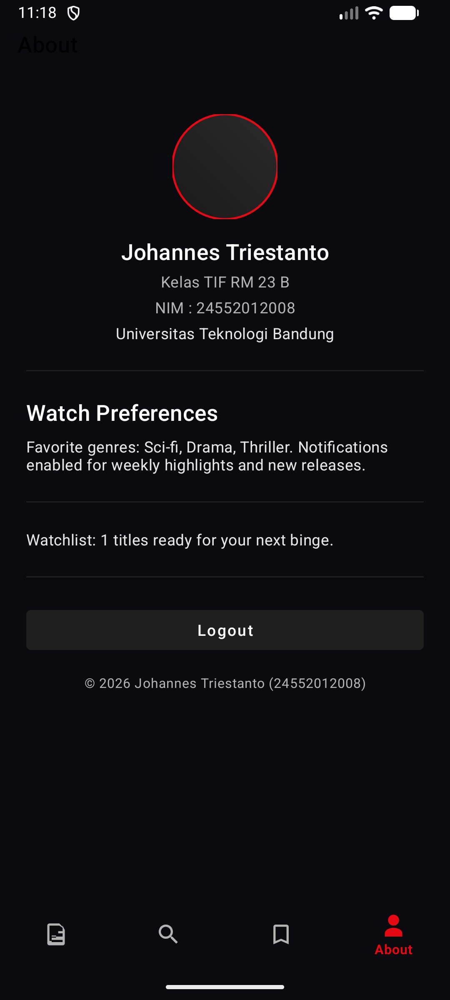 11:18
About
Johannes Triestanto
Kelas TIF RM 23 B
NIM : 24552012008
Universitas Teknologi Bandung
Watch Preferences
Favorite genres: Sci-fi, Drama, Thriller. Notifications
enabled for weekly highlights and new releases.
Watchlist: 1 titles ready for your next binge.
Logout
© 2026 Johannes Triestanto (24552012008)
About